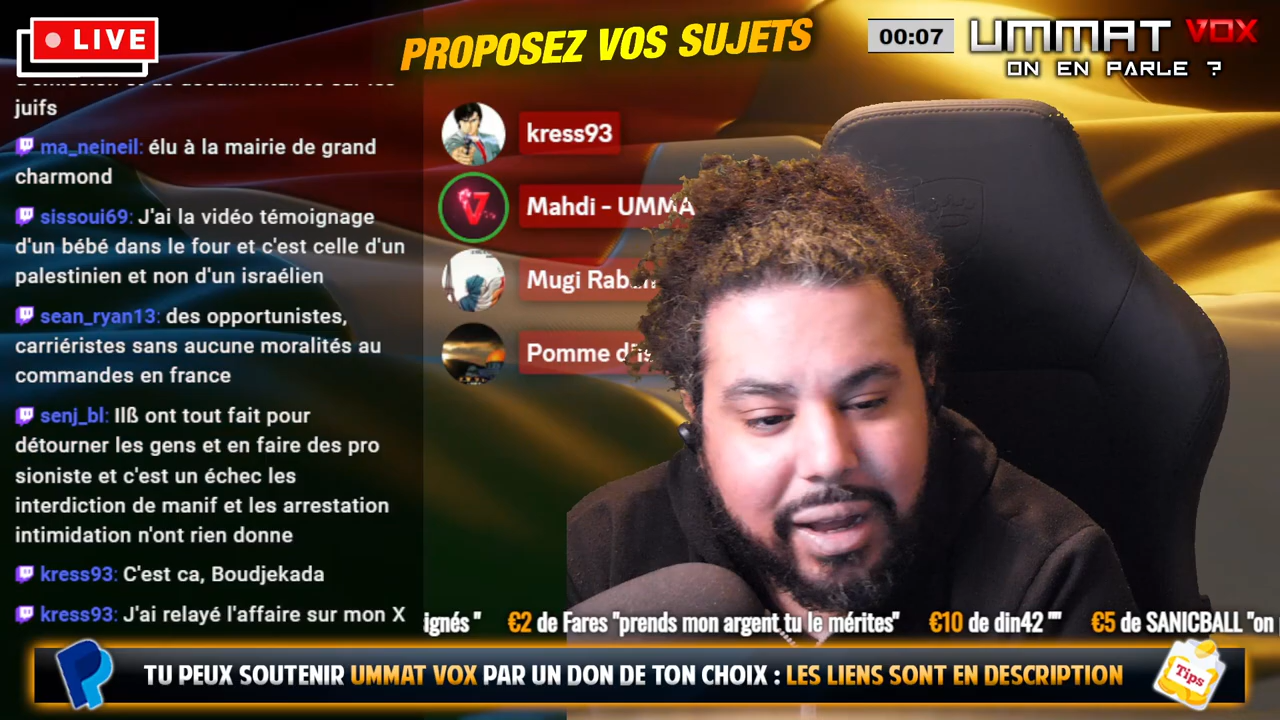 LIVE
PROPOSEZ VOS SUJETS
00:07
UMMAT VOX
ON EN PARLE ?
juifs
ma_neineil: élu à la mairie de grand
charmond
sissoui69: J'ai la vidéo témoignage
d'un bébé dans le four et c'est celle d'un
palestinien et non d'un israélien
sean_ryan13: des opportunistes,
carriéristes sans aucune moralités au
commandes en france
senj_bl: Ilß ont tout fait pour
détourner les gens et en faire des pro
sioniste et c'est un échec les
interdiction de manif et les arrestation
intimidation n'ont rien donne
kress93: C'est ca, Boudjekada
kress93: J'ai relayé l'affaire sur mon X
kress93
Mahdi - UMMA
Mugi
Pomme
ignés " €2 de Fares "prends mon argent tu le mérites" €10 de din42 "" €5 de SANICBALL "on
TU PEUX SOUTENIR UMMAT VOX PAR UN DON DE TON CHOIX : LES LIENS SONT EN DESCRIPTION
Tips